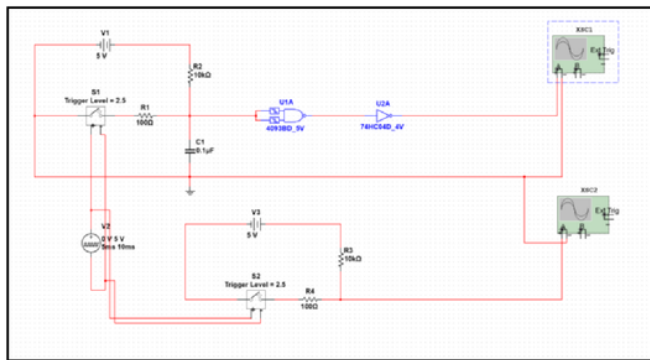 V1
5 V
R2
10kΩ
S1
Trigger Level = 2.5
R1
100Ω
C1
0.1µF
U1A
4093BD_5V
U2A
74HC04D_4V
XSC1
Ext Trig
A
B
V2
0 V 5 V
5ms 10ms
V3
5 V
R3
10kΩ
S2
Trigger Level = 2.5
R4
100Ω
XSC2
Ext Trig
A
B